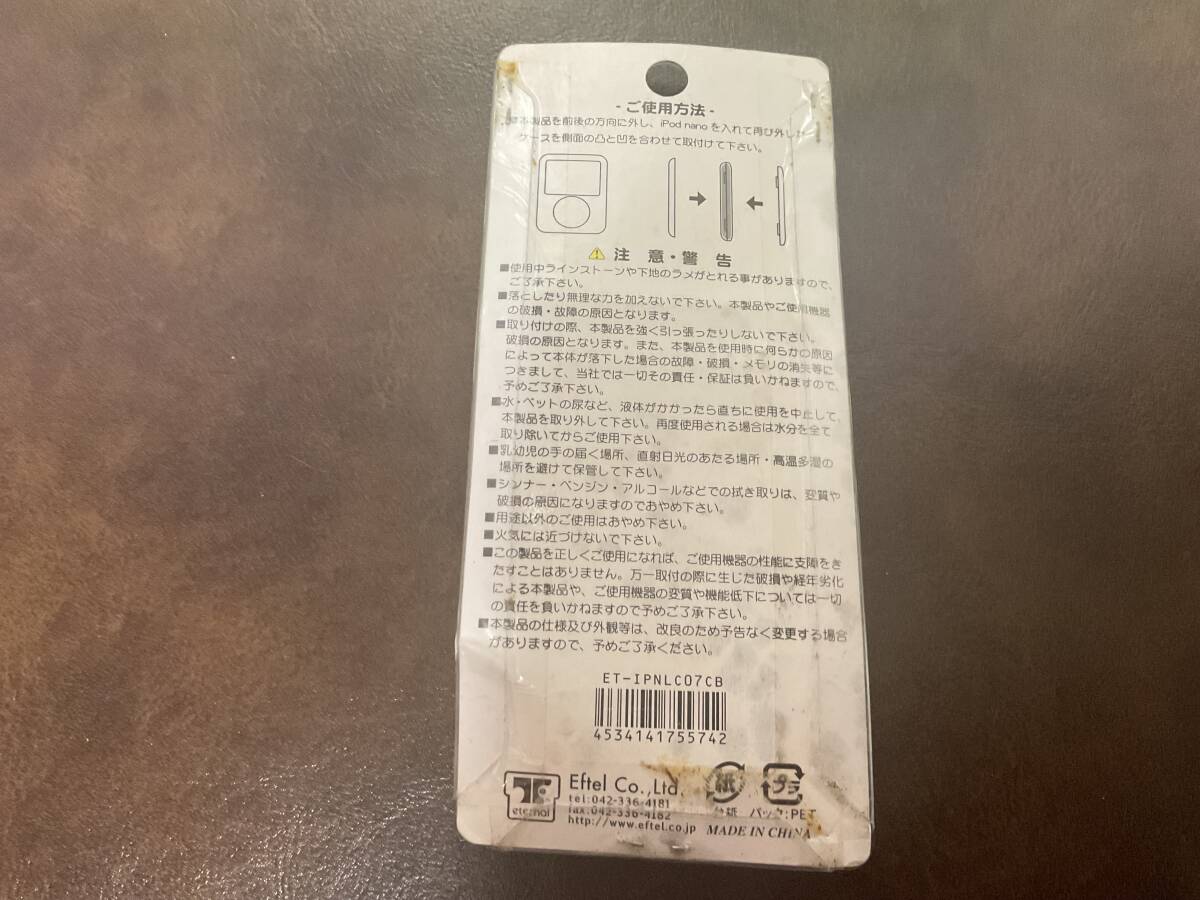 - ご使用方法 -
■本製品を前後の方向に外し、iPod nano を入れて再び外した
ケースを側面の凸と凹を合わせて取付けて下さい。
⚠ 注 意・警 告
■使用中ラインストーンや下地のラメがとれる事がありますので、
ご了承下さい。
■落としたり無理な力を加えないで下さい。本製品やご使用機器
の破損・故障の原因となります。
■取り付けの際、本製品を強く引っ張ったりしないで下さい。
破損の原因となります。また、本製品を使用時に何らかの原因
によって本体が落下した場合の故障・破損・メモリの消失等に
つきまして、当社では一切その責任・保証は負いかねますので、
予めご了承下さい。
■水・ペットの尿など、液体がかかったら直ちに使用を中止して、
本製品を取り外して下さい。再度使用される場合は水分を全て
取り除いてからご使用下さい。
■乳幼児の手の届く場所、直射日光のあたる場所・高温多湿の
場所を避けて保管して下さい。
■シンナー・ベンジン・アルコールなどでの拭き取りは、変質や
破損の原因になりますのでおやめ下さい。
■用途以外のご使用はおやめ下さい。
■火気には近づけないで下さい。
■この製品を正しくご使用になれば、ご使用機器の性能に支障をき
たすことはありません。万一取付の際に生じた破損や経年劣化
による本製品や、ご使用機器の変質や機能低下については一切
の責任を負いかねますので予めご了承下さい。
■本製品の仕様及び外観等は、改良のため予告なく変更する場合
がありますので、予めご了承ください。
ET-IPNLC07CB
4534141755742
eternal
Eftel Co.,Ltd.
tel:042-336-4181
fax:042-336-4182
http://www.eftel.co.jp
紙
台紙
プラ
パック:PET
MADE IN CHINA